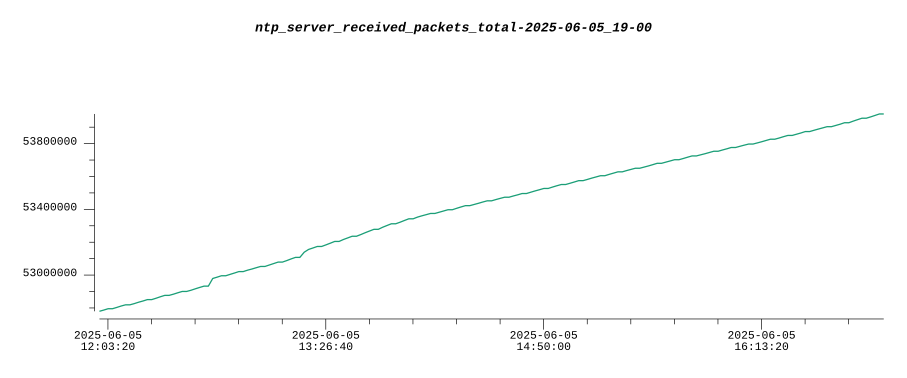 ntp_server_received_packets_total-2025-06-05_19-00
53800000
53400000
53000000
2025-06-05 2025-06-05 2025-06-05 2025-06-05
12:03:20 13:26:40 14:50:00 16:13:20